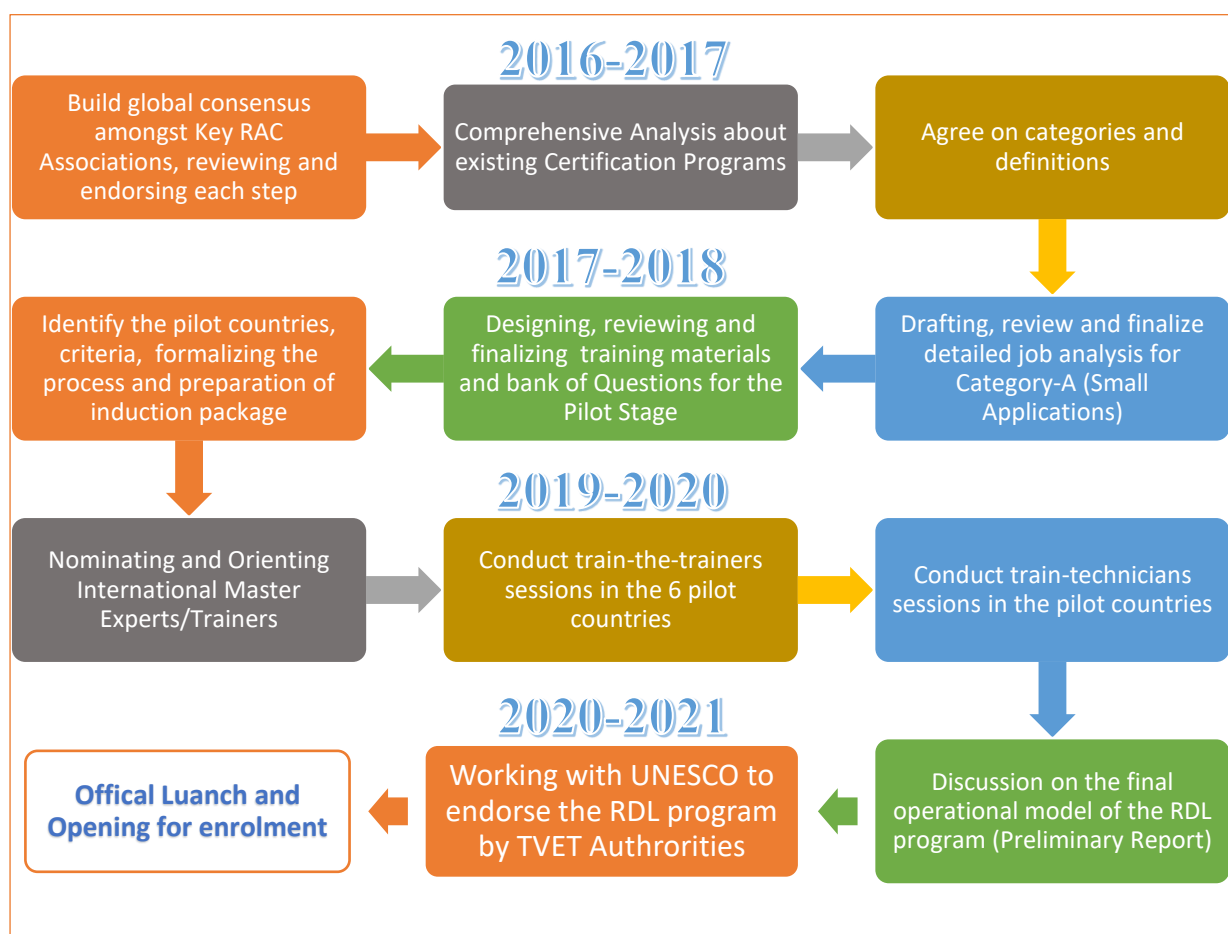 2016-2017
Build global consensus
amongst Key RAC
Associations, reviewing and
endorsing each step
Comprehensive Analysis about
existing Certification Programs
Agree on categories and
definitions
2017-2018
Drafting, review and finalize
detailed job analysis for
Category-A (Small
Applications)
Designing, reviewing and
finalizing training materials
and bank of Questions for the
Pilot Stage
Identify the pilot countries,
criteria, formalizing the
process and preparation of
induction package
2019-2020
Nominating and Orienting
International Master
Experts/Trainers
Conduct train-the-trainers
sessions in the 6 pilot
countries
Conduct train-technicians
sessions in the pilot countries
2020-2021
Discussion on the final
operational model of the RDL
program (Preliminary Report)
Working with UNESCO to
endorse the RDL program
by TVET Authrorities
Offical Luanch and
Opening for enrolment